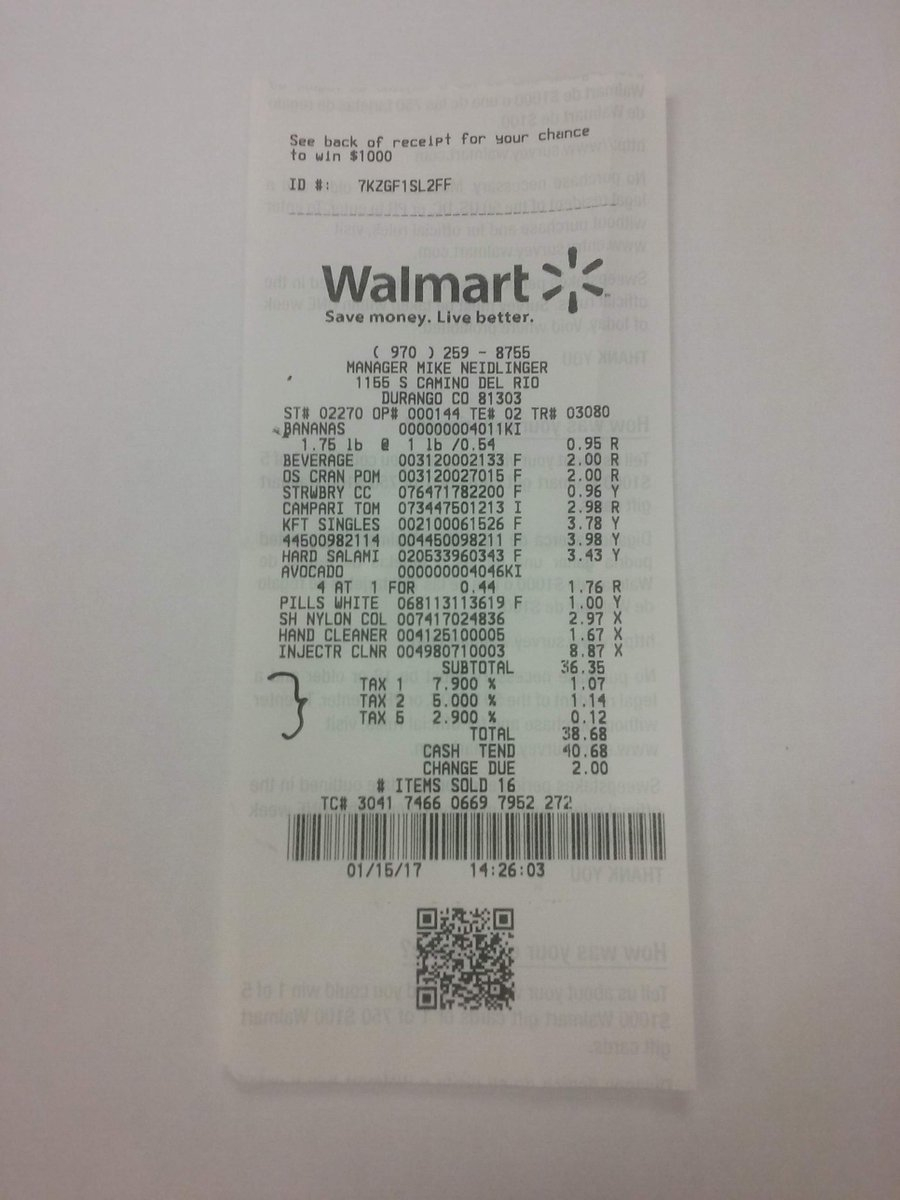 See back of receipt for your chance
to win $1000
ID #: 7KZGF1SL2FF
Walmart
Save money. Live better.
( 970 ) 259 - 8755
MANAGER MIKE NEIDLINGER
1155 S CAMINO DEL RIO
DURANGO CO 81303
ST# 02270 OP# 000144 TE# 02 TR# 03080
BANANAS 000000004011KI
1.75 lb @ 1 lb /0.54 0.95 R
BEVERAGE 003120002133 F 2.00 R
OS CRAN POM 003120027015 F 2.00 R
STRWBRY CC 076471782200 F 0.96 Y
CAMPARI TOM 073447501213 I 2.98 R
KFT SINGLES 002100061526 F 3.78 Y
44500982114 004450098211 F 3.98 Y
HARD SALAMI 020533960343 F 3.43 Y
AVOCADO 000000004046KI
4 AT 1 FOR 0.44 1.76 R
PILLS WHITE 068113113619 F 1.00 Y
SH NYLON COL 007417024836 2.97 X
HAND CLEANER 004125100005 1.67 X
INJECTR CLNR 004980710003 8.87 X
SUBTOTAL 36.35
TAX 1 7.900 % 1.07
TAX 2 5.000 % 1.14
TAX 5 2.900 % 0.12
TOTAL 38.68
CASH TEND 40.68
CHANGE DUE 2.00
# ITEMS SOLD 16
TC# 3041 7466 0669 7952 272
01/15/17 14:26:03